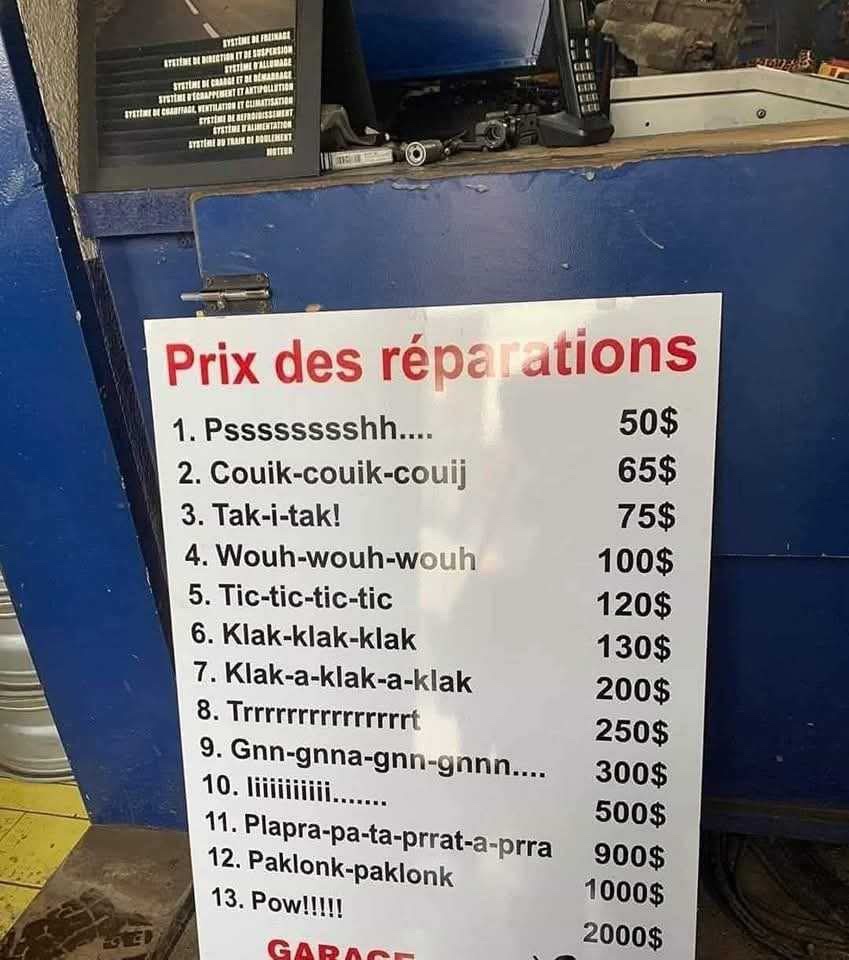 SYSTÈME DE FREINAGE
SYSTÈME DE DIRECTION ET DE SUSPENSION
SYSTÈME D'ALLUMAGE
SYSTÈME DE CHARGE ET DE DÉMARRAGE
SYSTÈME D'ÉCHAPPEMENT ET ANTIPOLLUTION
SYSTÈME DE CHAUFFAGE, VENTILATION ET CLIMATISATION
SYSTÈME DE REFROIDISSEMENT
SYSTÈME D'ALIMENTATION
SYSTÈME DU TRAIN DE ROULEMENT
MOTEUR
Prix des réparations
1. Pssssssssshh.... 50$
2. Couik-couik-couij 65$
3. Tak-i-tak! 75$
4. Wouh-wouh-wouh 100$
5. Tic-tic-tic-tic 120$
6. Klak-klak-klak 130$
7. Klak-a-klak-a-klak 200$
8. Trrrrrrrrrrrrrrrt 250$
9. Gnn-gnna-gnn-gnnn.... 300$
10. Iiiiiiiiiii....... 500$
11. Plapra-pa-ta-prrat-a-prra 900$
12. Paklonk-paklonk 1000$
13. Pow!!!!! 2000$
GARAGE